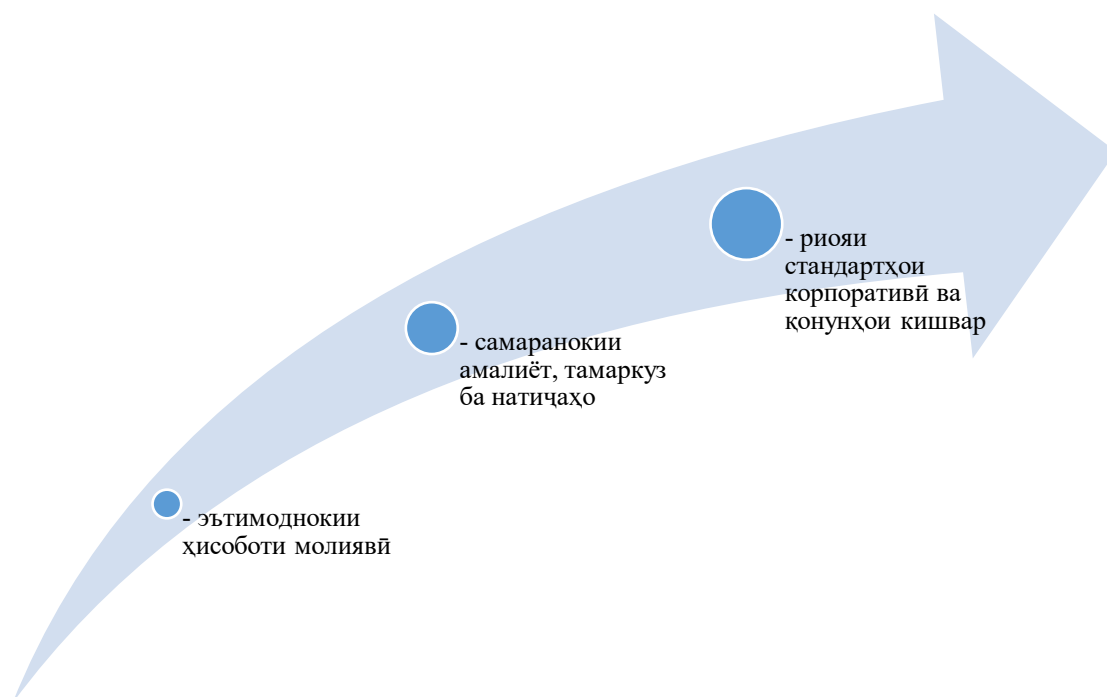 - эътимоднокии
ҳисоботи молиявӣ
- самаранокии
амалиёт, тамаркуз
ба натиҷаҳо
- риояи
стандартҳои
корпоративӣ ва
қонунҳои кишвар